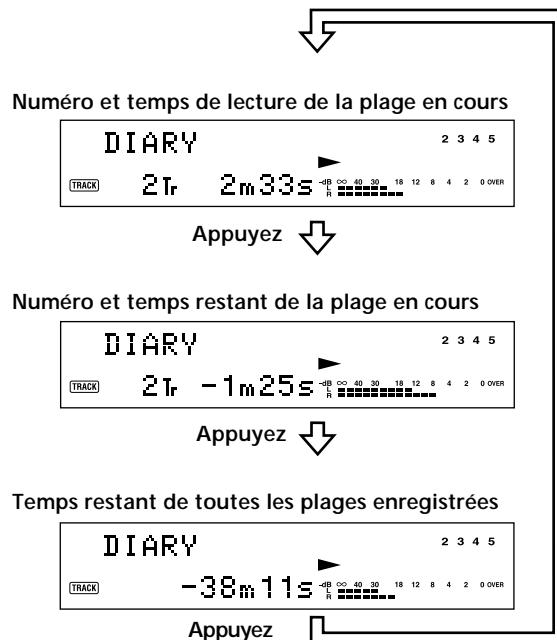 Numéro et temps de lecture de la plage en cours
DIARY 2 3 4 5
TRACK 2Tr 2m33s -dB ∞ 40 30 18 12 8 4 2 0 OVER
L
R
Appuyez
Numéro et temps restant de la plage en cours
DIARY 2 3 4 5
TRACK 2Tr -1m25s -dB ∞ 40 30 18 12 8 4 2 0 OVER
L
R
Appuyez
Temps restant de toutes les plages enregistrées
DIARY 2 3 4 5
TRACK -38m11s -dB ∞ 40 30 18 12 8 4 2 0 OVER
L
R
Appuyez